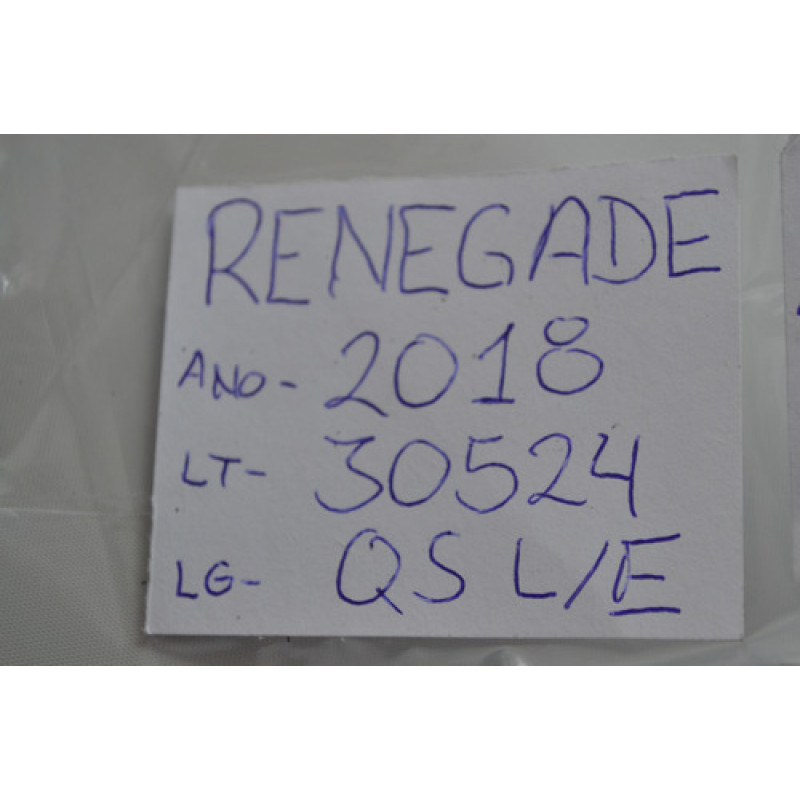 RENEGADE
ANO- 2018
LT- 30524
LG- QS L/E